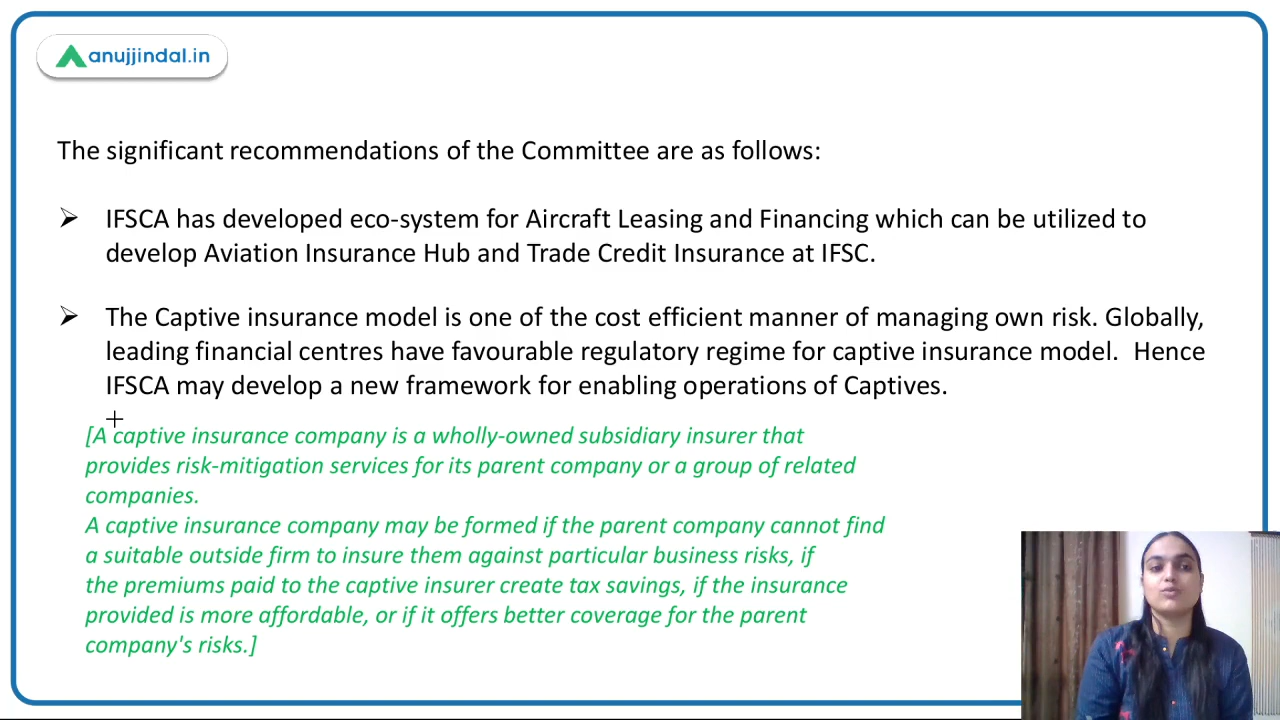 anujjindal.in
The significant recommendations of the Committee are as follows:
➢ IFSCA has developed eco-system for Aircraft Leasing and Financing which can be utilized to
develop Aviation Insurance Hub and Trade Credit Insurance at IFSC.
➢ The Captive insurance model is one of the cost efficient manner of managing own risk. Globally,
leading financial centres have favourable regulatory regime for captive insurance model. Hence
IFSCA may develop a new framework for enabling operations of Captives.
[A captive insurance company is a wholly-owned subsidiary insurer that
provides risk-mitigation services for its parent company or a group of related
companies.
A captive insurance company may be formed if the parent company cannot find
a suitable outside firm to insure them against particular business risks, if
the premiums paid to the captive insurer create tax savings, if the insurance
provided is more affordable, or if it offers better coverage for the parent
company's risks.]